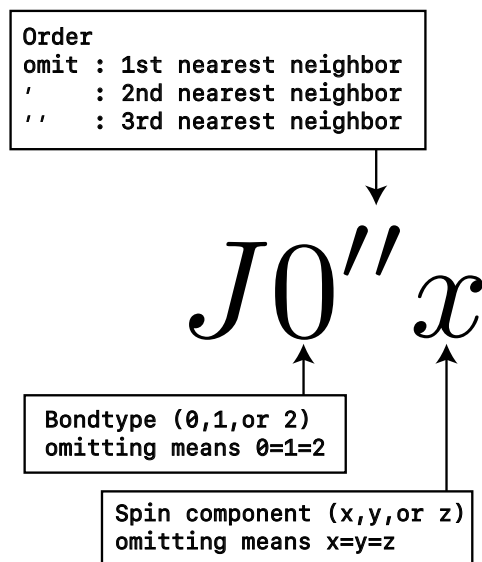 Order
omit : 1st nearest neighbor
′ : 2nd nearest neighbor
′′ : 3rd nearest neighbor
J0′′x
Bondtype (0,1,or 2)
omitting means 0=1=2
Spin component (x,y,or z)
omitting means x=y=z